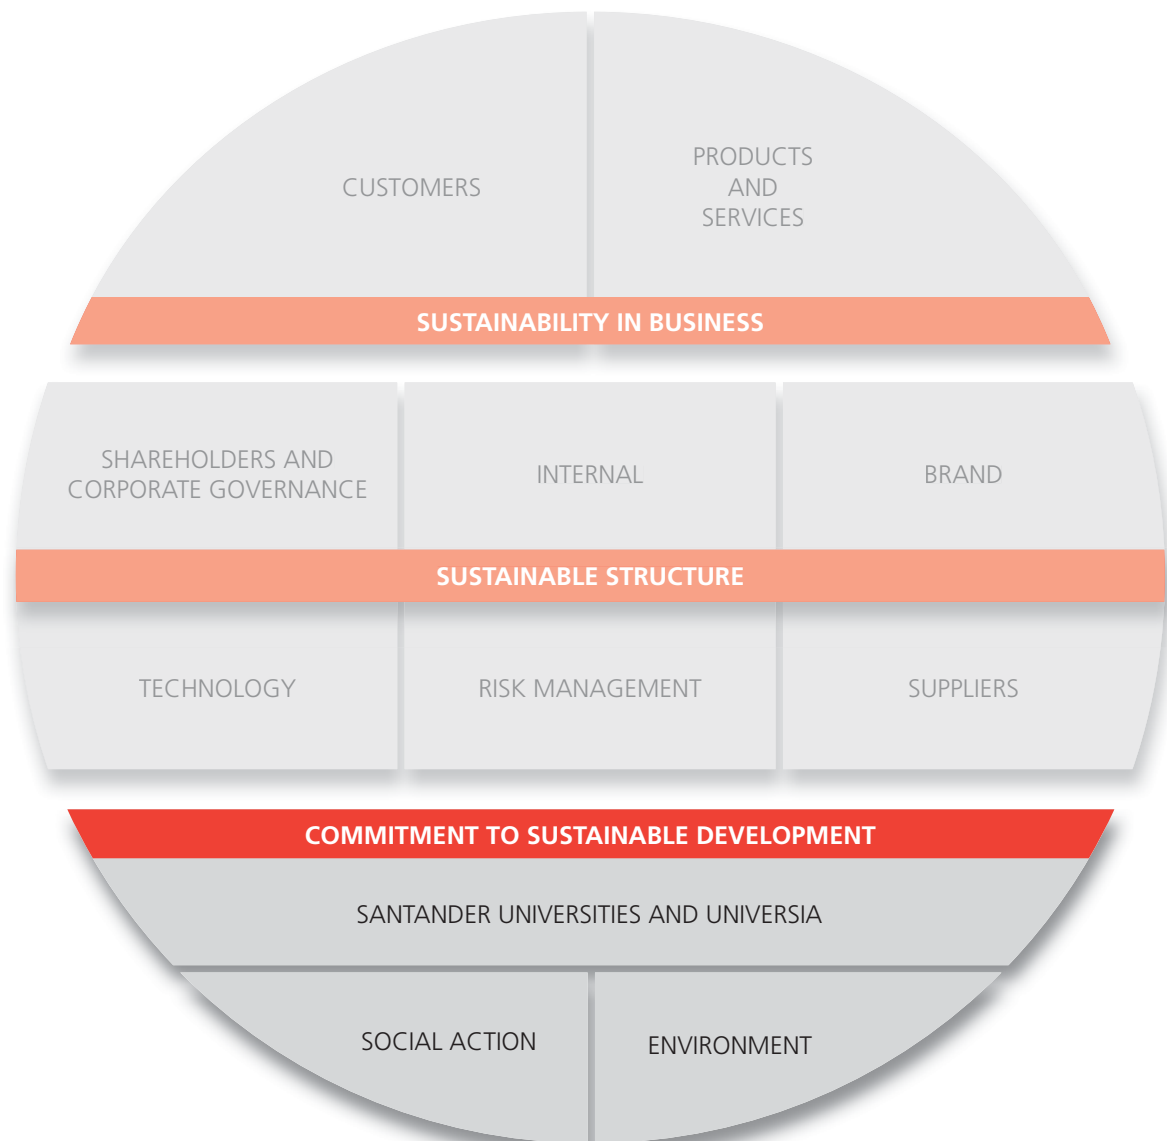 CUSTOMERS
PRODUCTS
AND
SERVICES
SUSTAINABILITY IN BUSINESS
SHAREHOLDERS AND
CORPORATE GOVERNANCE
INTERNAL
BRAND
SUSTAINABLE STRUCTURE
TECHNOLOGY
RISK MANAGEMENT
SUPPLIERS
COMMITMENT TO SUSTAINABLE DEVELOPMENT
SANTANDER UNIVERSITIES AND UNIVERSIA
SOCIAL ACTION
ENVIRONMENT